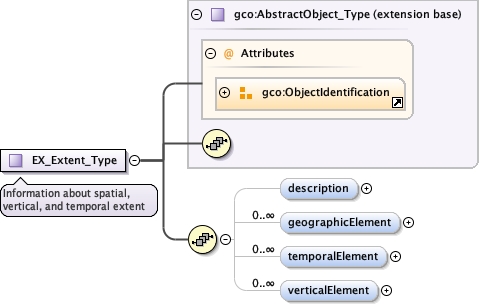 gco:AbstractObject_Type (extension base)
@ Attributes
gco:ObjectIdentification
EX_Extent_Type
Information about spatial,
vertical, and temporal extent
description
0..∞ geographicElement
0..∞ temporalElement
0..∞ verticalElement